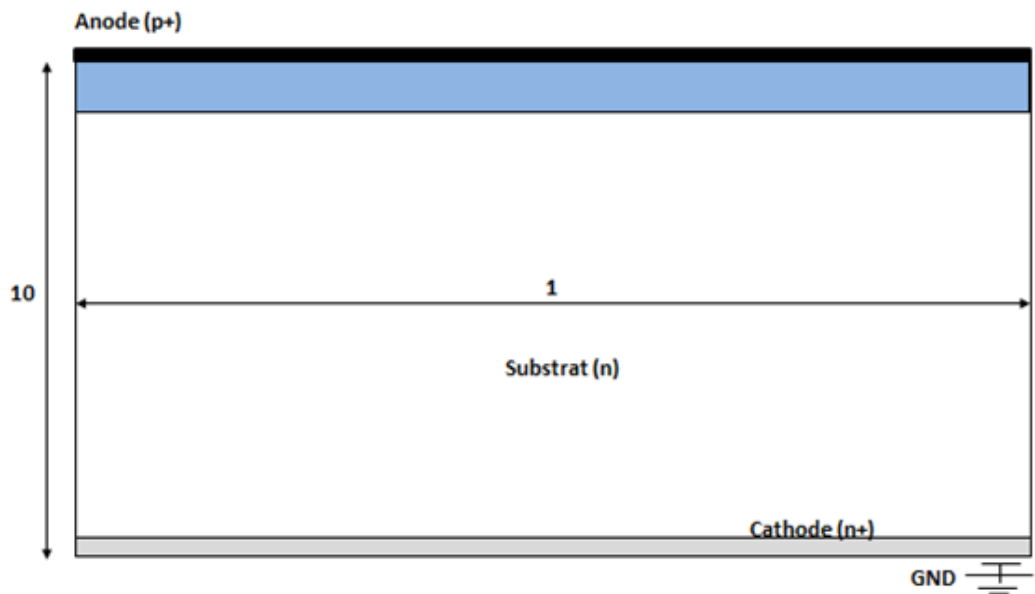 Anode (p+)
10
1
Substrat (n)
Cathode (n+)
GND